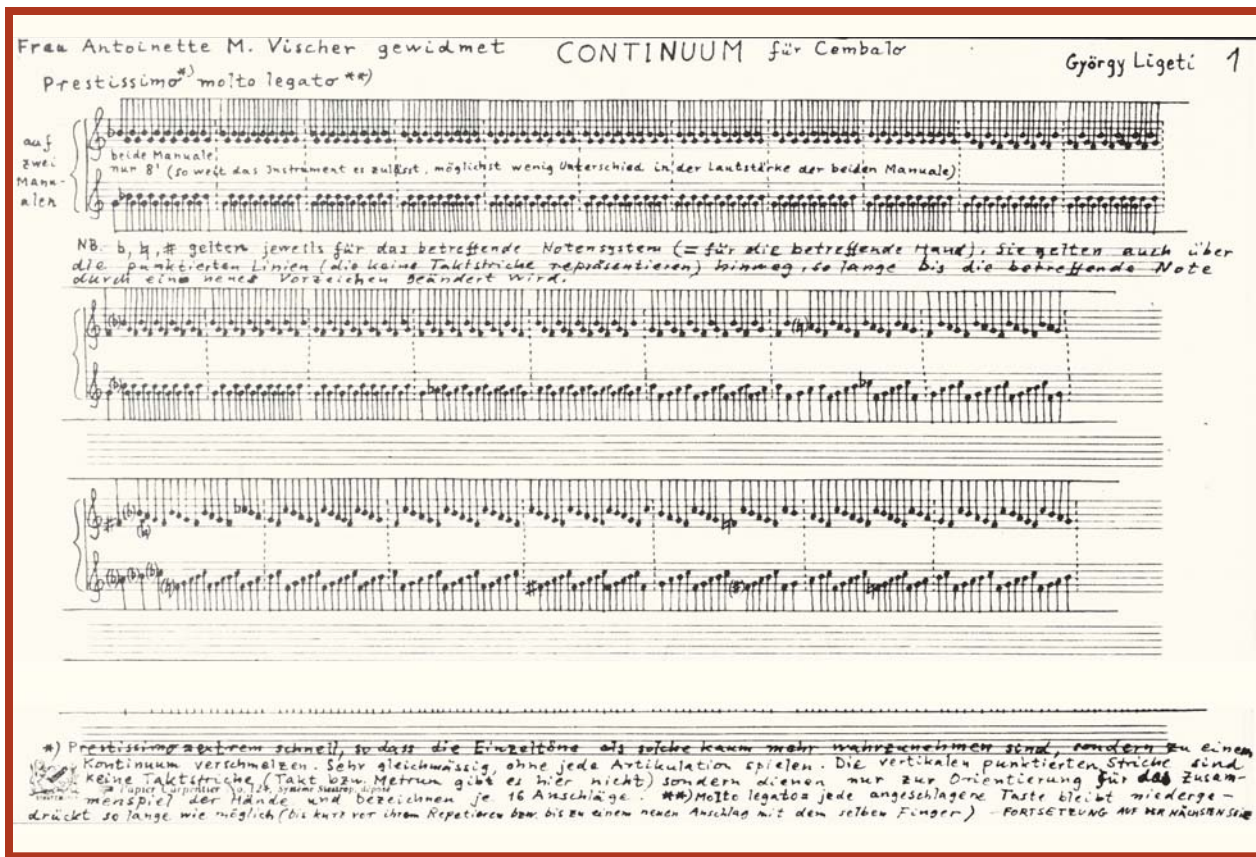 Frau Antoinette M. Vischer gewidmet CONTINUUM für Cembalo
György Ligeti 1
Prestissimo*) molto legato **)
auf
zwei
Manu-
alen
beide Manuale:
nur 8' (so weit das Instrument es zulässt, möglichst wenig Unterschied in der Lautstärke der beiden Manuale)
NB. b, ♮, # gelten jeweils für das betreffende Notensystem (= für die betreffende Hand). Sie gelten auch über
die punktierten Linien (die keine Taktstriche repräsentieren) hinweg, so lange bis die betreffende Note
durch ein neues Vorzeichen geändert wird.
*) Prestissimo = extrem schnell, so dass die Einzeltöne als solche kaum mehr wahrzunehmen sind, sondern zu einem
Kontinuum verschmelzen. Sehr gleichmässig, ohne jede Artikulation spielen. Die vertikalen punktierten Striche sind
keine Taktstriche (Takt bzw. Metrum gibt es hier nicht) sondern dienen nur zur Orientierung für das Zusam-
Papier Carpentier No. 124,
menspiel der Hände und bezeichnen je 16 Anschläge. **) Molto legato = jede angeschlagene Taste bleibt niederge-
drückt so lange wie möglich (bis kurz vor ihrem Repetieren bzw. bis zu einem neuen Anschlag mit dem selben Finger) — FORTSETZUNG AUF DER NÄCHSTEN SEITE